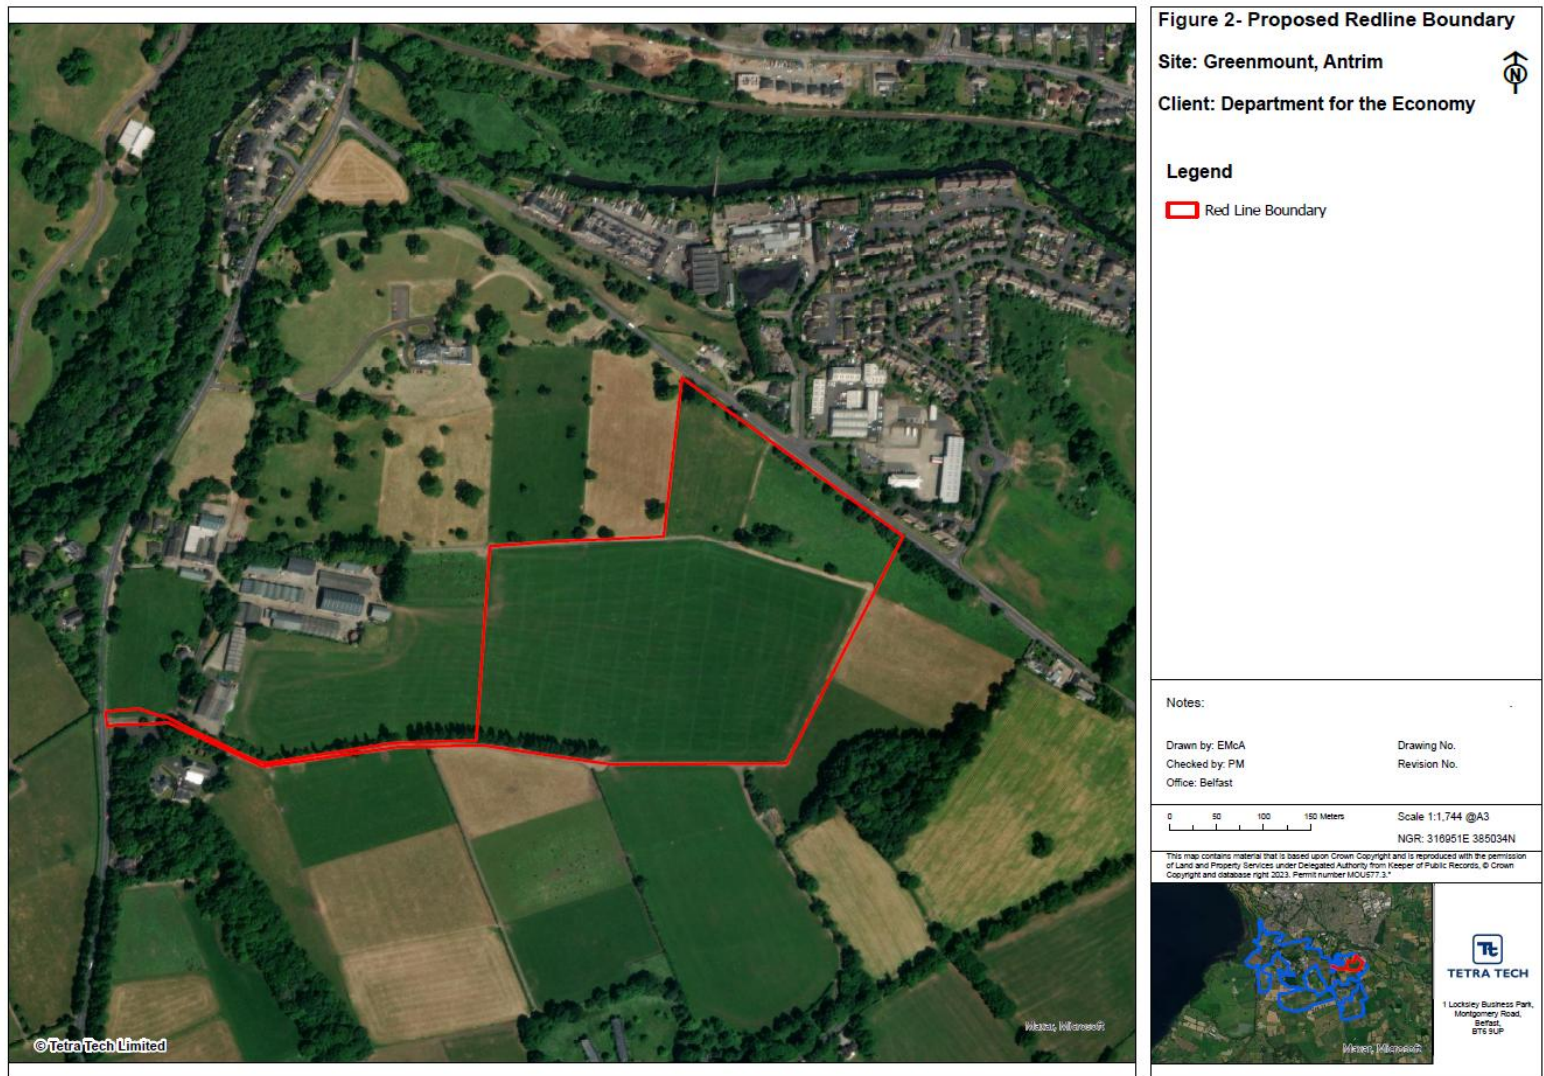 Figure 2- Proposed Redline Boundary
Site: Greenmount, Antrim
N
Client: Department for the Economy
Legend
Red Line Boundary
Notes: .
Drawn by: EMcA Drawing No.
Checked by: PM Revision No.
Office: Belfast
0 50 100 150 Meters
Scale 1:1,744 @A3
NGR: 316951E 385034N
This map contains material that is based upon Crown Copyright and is reproduced with the permission
of Land and Property Services under Delegated Authority from Keeper of Public Records, © Crown
Copyright and database right 2023. Permit number MOU577.3."
TETRA TECH
1 Locksley Business Park,
Montgomery Road,
Belfast,
BT6 9UP
Maxar, Microsoft
Maxar, Microsoft
© Tetra Tech Limited